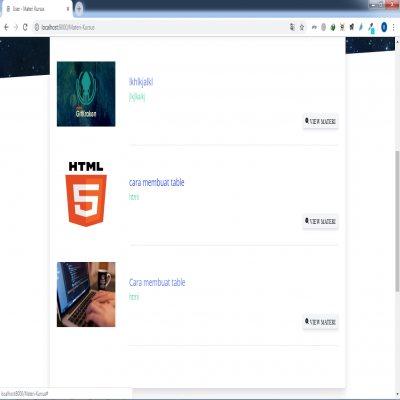 User - Materi Kursus
localhost:8000/Materi-Kursus
GitKraken
lkhlkjalkl
jlkjlkalkj
VIEW MATERI
HTML
5
cara membuat table
html
VIEW MATERI
Cara membuat table
html
VIEW MATERI
localhost:8000/Materi-Kursus#